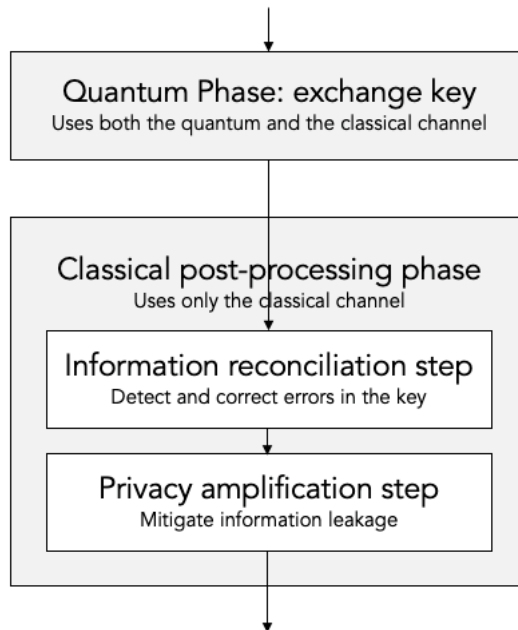 Quantum Phase: exchange key
Uses both the quantum and the classical channel
Classical post-processing phase
Uses only the classical channel
Information reconciliation step
Detect and correct errors in the key
Privacy amplification step
Mitigate information leakage